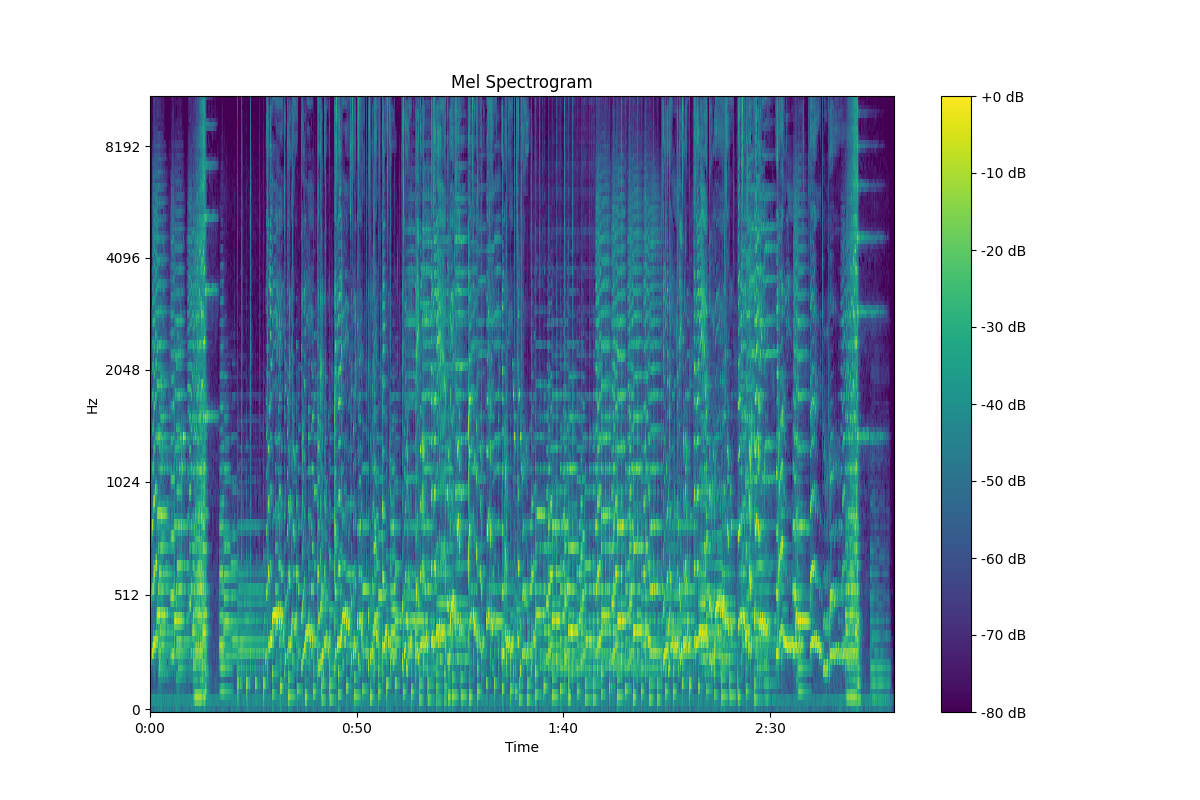 Mel Spectrogram
+0 dB
8192
-10 dB
4096
-20 dB
-30 dB
2048
Hz
-40 dB
1024
-50 dB
512
-60 dB
-70 dB
0
-80 dB
0:00 0:50 1:40 2:30
Time